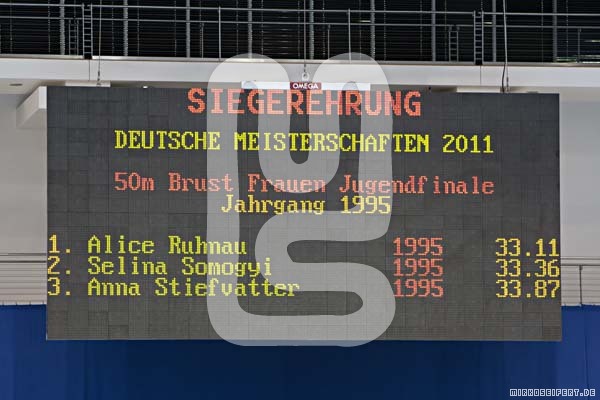 OMEGA
SIEGEREHRUNG
DEUTSCHE MEISTERSCHAFTEN 2011
50m Brust Frauen Jugendfinale
Jahrgang 1995
1. Alice Ruhnau 1995 33.11
2. Selina Somogyi 1995 33.36
3. Anna Stiefvatter 1995 33.87
MIRKOSEIFERT.DE